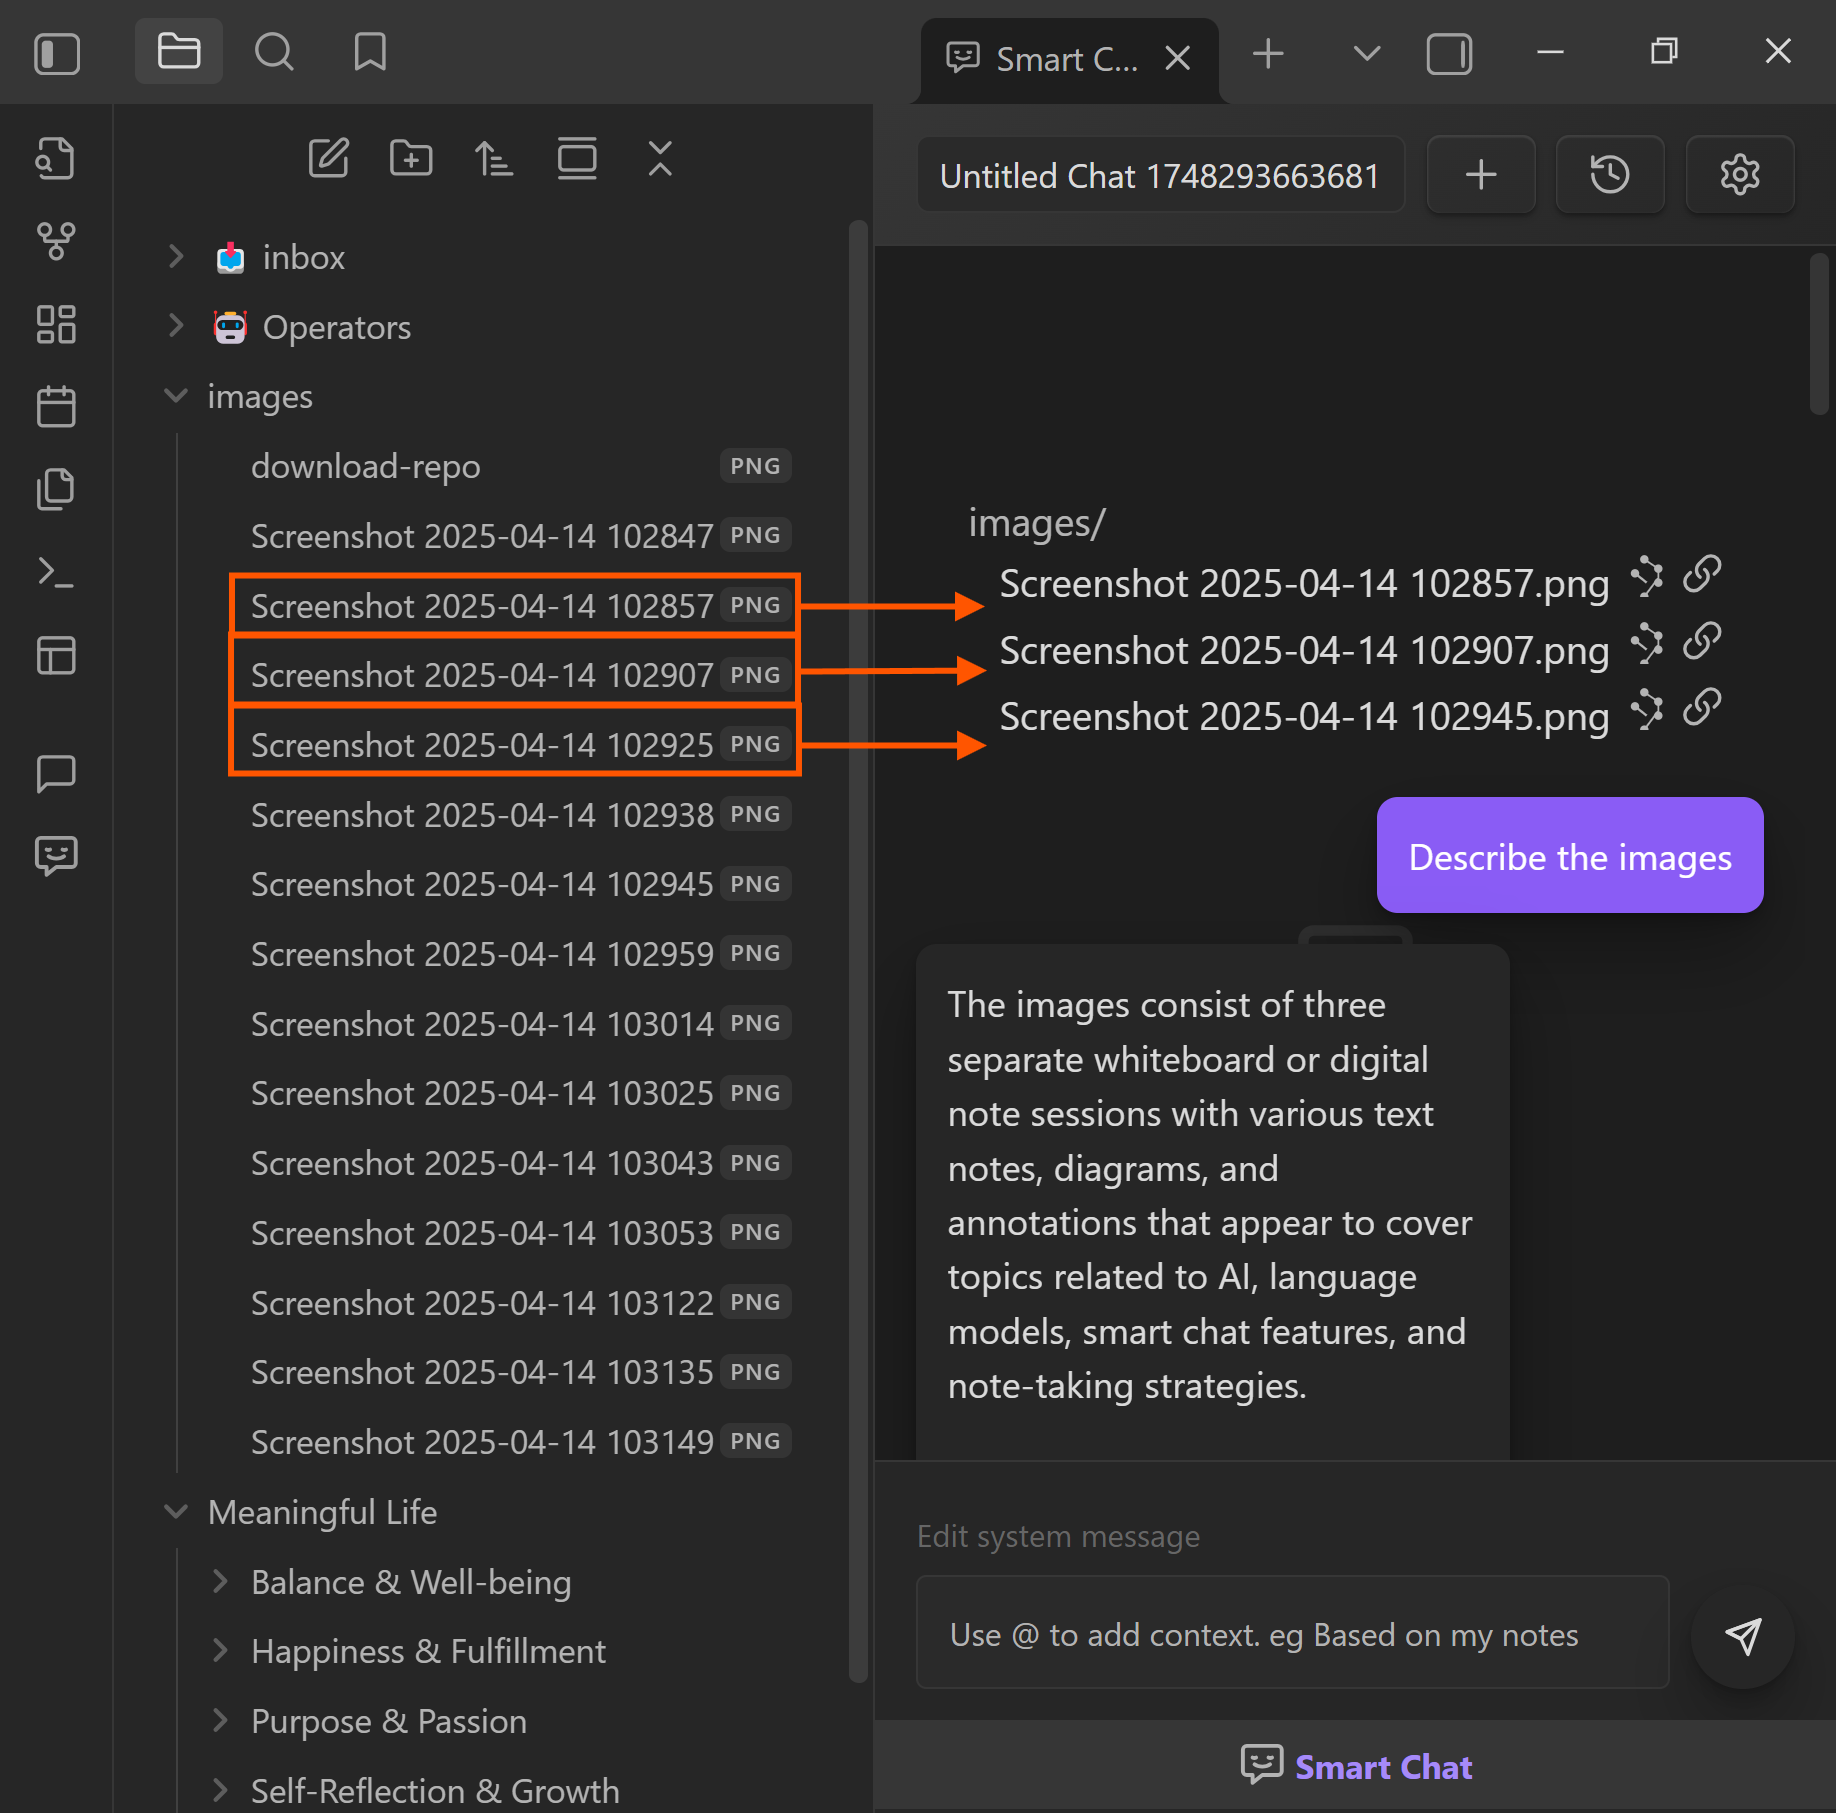 Smart C...
inbox
Operators
images
download-repo PNG
Screenshot 2025-04-14 102847 PNG
Screenshot 2025-04-14 102857 PNG
Screenshot 2025-04-14 102907 PNG
Screenshot 2025-04-14 102925 PNG
Screenshot 2025-04-14 102938 PNG
Screenshot 2025-04-14 102945 PNG
Screenshot 2025-04-14 102959 PNG
Screenshot 2025-04-14 103014 PNG
Screenshot 2025-04-14 103025 PNG
Screenshot 2025-04-14 103043 PNG
Screenshot 2025-04-14 103053 PNG
Screenshot 2025-04-14 103122 PNG
Screenshot 2025-04-14 103135 PNG
Screenshot 2025-04-14 103149 PNG
Meaningful Life
Balance & Well-being
Happiness & Fulfillment
Purpose & Passion
Self-Reflection & Growth
Untitled Chat 1748293663681
images/
Screenshot 2025-04-14 102857.png
Screenshot 2025-04-14 102907.png
Screenshot 2025-04-14 102945.png
Describe the images
The images consist of three
separate whiteboard or digital
note sessions with various text
notes, diagrams, and
annotations that appear to cover
topics related to AI, language
models, smart chat features, and
note-taking strategies.
Edit system message
Use @ to add context. eg Based on my notes
Smart Chat